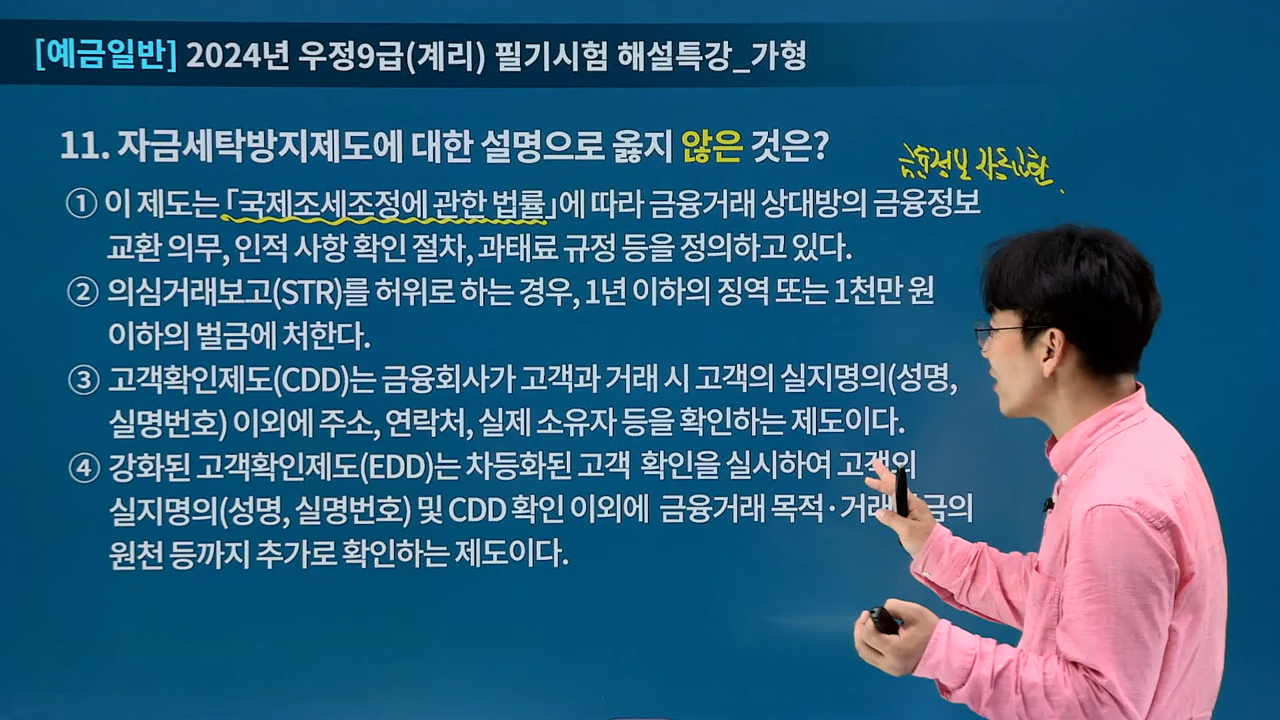 [예금일반] 2024년 우정9급(계리) 필기시험 해설특강_가형
11. 자금세탁방지제도에 대한 설명으로 옳지 않은 것은?
금융정보 자동교환
① 이 제도는 「국제조세조정에 관한 법률」에 따라 금융거래 상대방의 금융정보
교환 의무, 인적 사항 확인 절차, 과태료 규정 등을 정의하고 있다.
② 의심거래보고(STR)를 허위로 하는 경우, 1년 이하의 징역 또는 1천만 원
이하의 벌금에 처한다.
③ 고객확인제도(CDD)는 금융회사가 고객과 거래 시 고객의 실지명의(성명,
실명번호) 이외에 주소, 연락처, 실제 소유자 등을 확인하는 제도이다.
④ 강화된 고객확인제도(EDD)는 차등화된 고객 확인을 실시하여 고객의
실지명의(성명, 실명번호) 및 CDD 확인 이외에 금융거래 목적·거래 금의
원천 등까지 추가로 확인하는 제도이다.